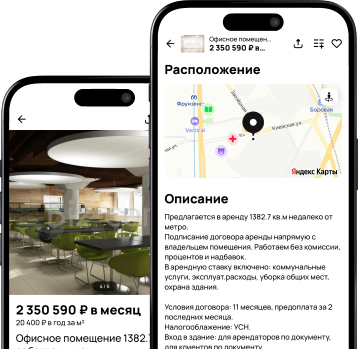 6/6
2 350 590 ₽ в месяц
20 400 ₽ в год за м²
Офисное помещение 1382.7
Офисное помещен...
2 350 590 ₽ в...
Расположение
Фрунзенс
Заозёрная
Боровая
Vertical
Киевская ул.
Яндекс Карты
Описание
Предлагается в аренду 1382.7 кв.м недалеко от
метро.
Подписание договора аренды напрямую с
владельцем помещения. Работаем без комиссии,
процентов и надбавок.
В арендную ставку включено: коммунальные
услуги, эксплуат.расходы, уборка общих мест,
охрана здания.
Условия договора: 11 месяцев, предоплата за 2
последних месяца.
Налогообложение: УСН.
Вход в здание: для арендаторов по документу,
для клиентов по документу.